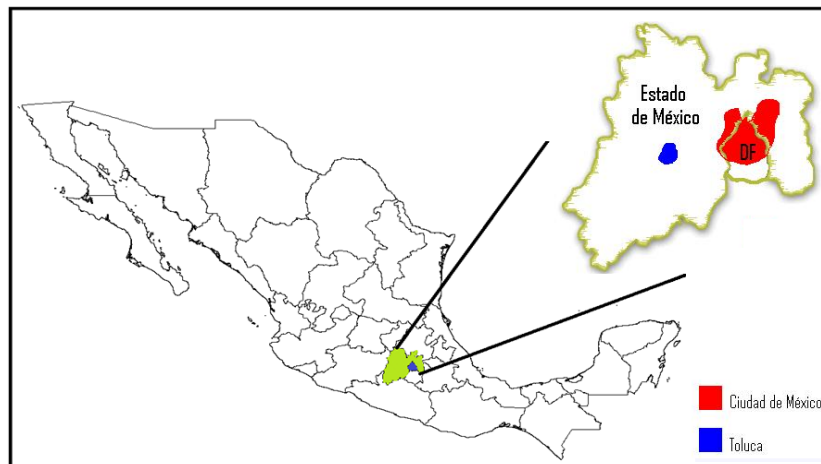 Estado
de México
DF
Ciudad de México
Toluca